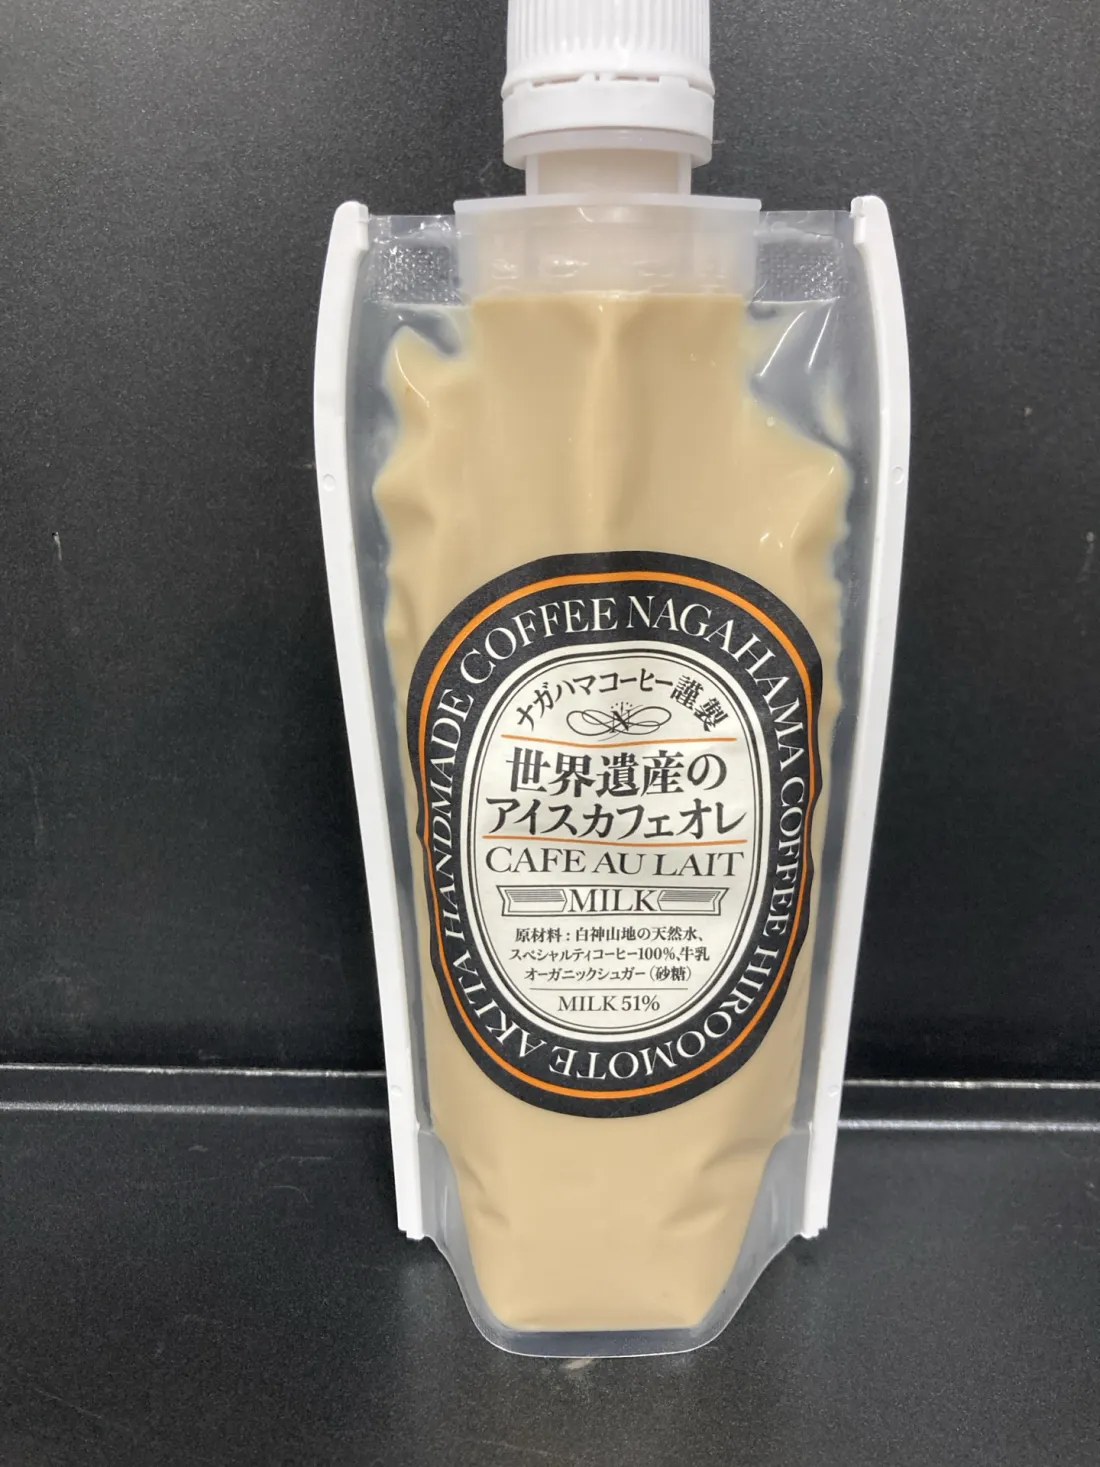 HANDMADE COFFEE NAGAHAMA COFFEE HIROOMOTE AKITA
ナガハマコーヒー謹製
N
世界遺産の
アイスカフェオレ
CAFE AU LAIT
MILK
原材料：白神山地の天然水、
スペシャルティコーヒー100%、牛乳
オーガニックシュガー（砂糖）
MILK 51%